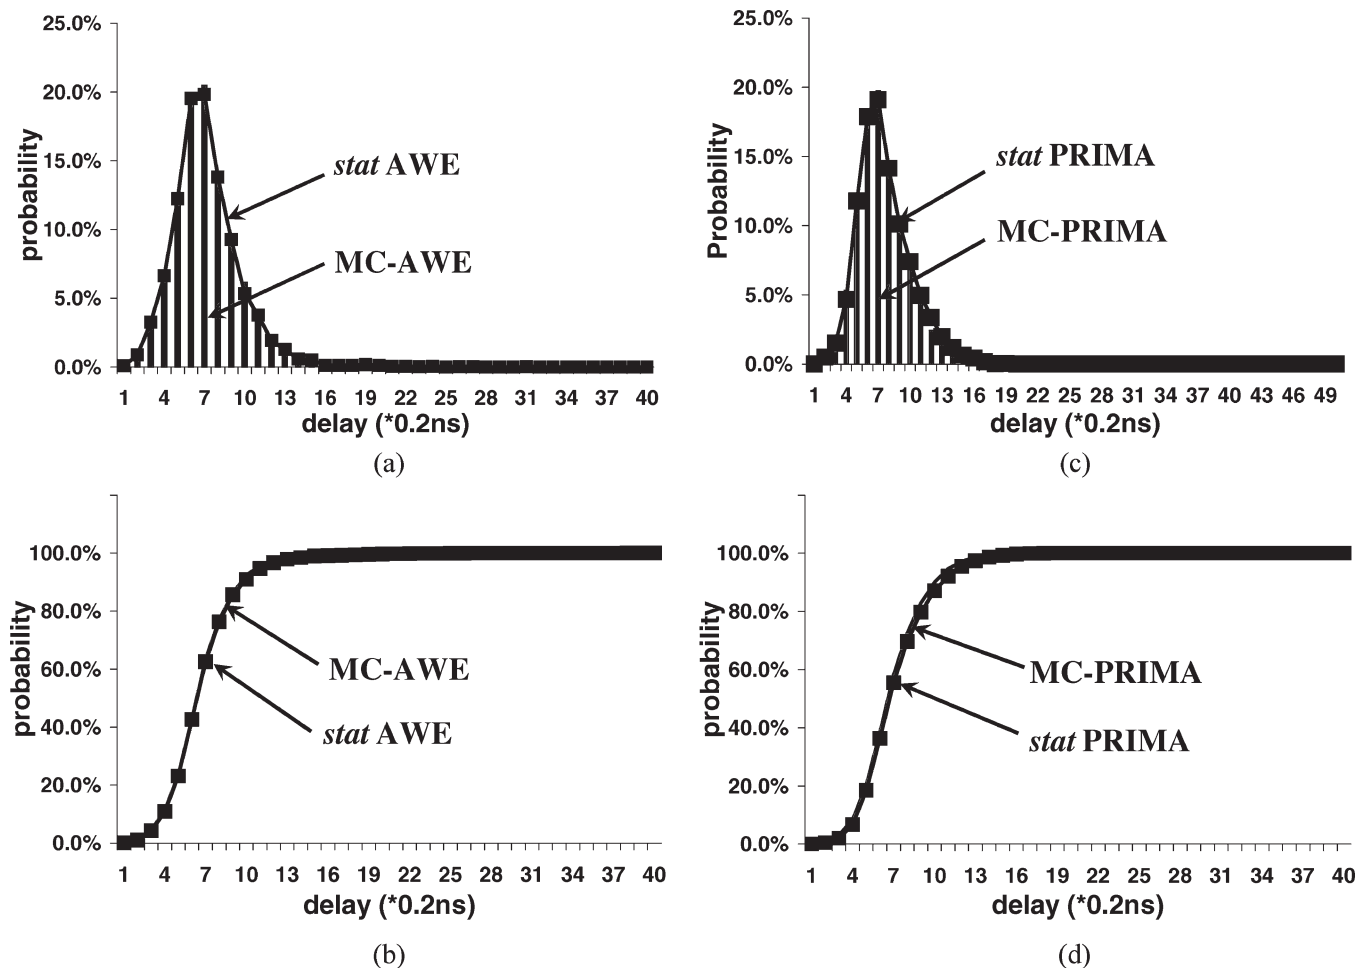 25.0%
20.0%
15.0%
10.0%
5.0%
0.0%
probability
stat AWE
MC-AWE
1 4 7 10 13 16 19 22 25 28 31 34 37 40
delay (*0.2ns)
(a)
25.0%
20.0%
15.0%
10.0%
5.0%
0.0%
Probability
stat PRIMA
MC-PRIMA
1 4 7 10 13 16 19 22 25 28 31 34 37 40 43 46 49
delay (*0.2ns)
(c)
100.0%
80.0%
60.0%
40.0%
20.0%
0.0%
probability
MC-AWE
stat AWE
1 4 7 10 13 16 19 22 25 28 31 34 37 40
delay (*0.2ns)
(b)
100.0%
80.0%
60.0%
40.0%
20.0%
0.0%
probability
MC-PRIMA
stat PRIMA
1 4 7 10 13 16 19 22 25 28 31 34 37 40
delay (*0.2ns)
(d)